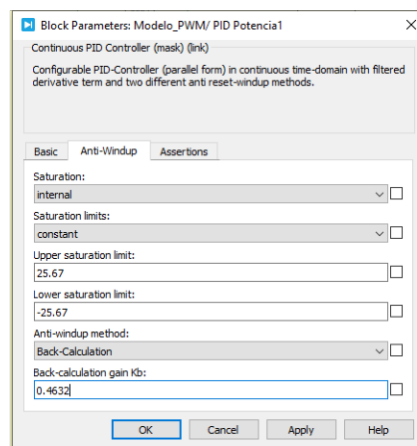 Block Parameters: Modelo_PWM/ PID Potencia1
Continuous PID Controller (mask) (link)
Configurable PID-Controller (parallel form) in continuous time-domain with filtered
derivative term and two different anti reset-windup methods.
Basic Anti-Windup Assertions
Saturation:
internal
Saturation limits:
constant
Upper saturation limit:
25.67
Lower saturation limit:
-25.67
Anti-windup method:
Back-Calculation
Back-calculation gain Kb:
0.4632
OK Cancel Apply Help